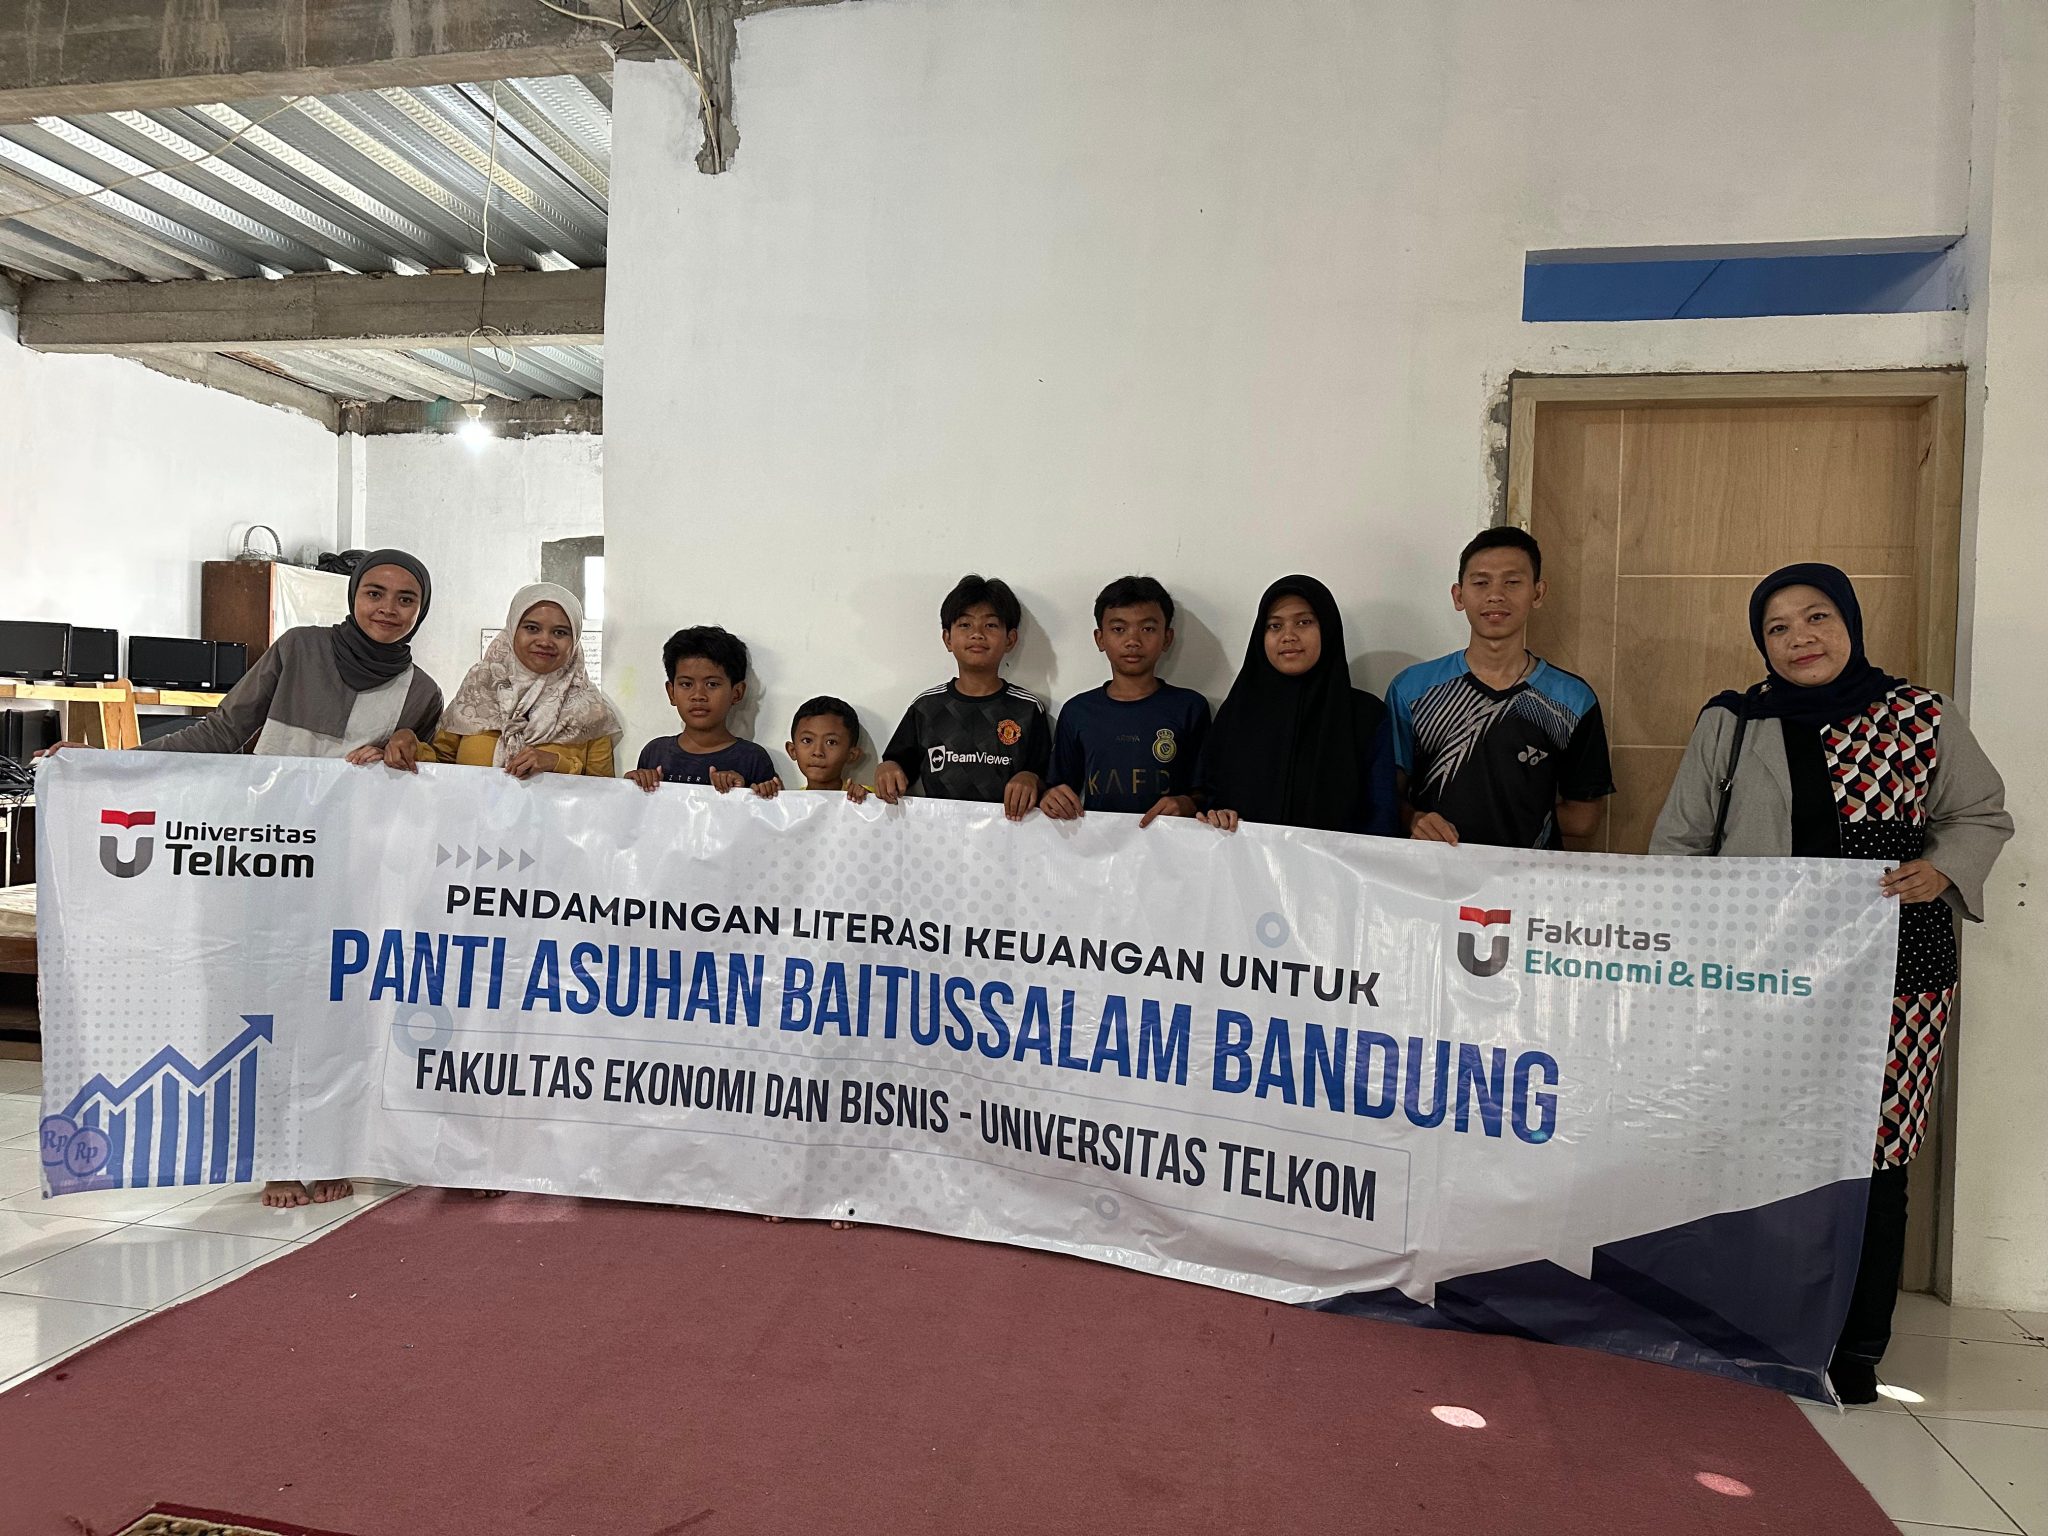 Universitas
Telkom
PENDAMPINGAN LITERASI KEUANGAN UNTUK
PANTI ASUHAN BAITUSSALAM BANDUNG
FAKULTAS EKONOMI DAN BISNIS - UNIVERSITAS TELKOM
Fakultas
Ekonomi & Bisnis
Rp
Rp
TeamViewer
KAFD